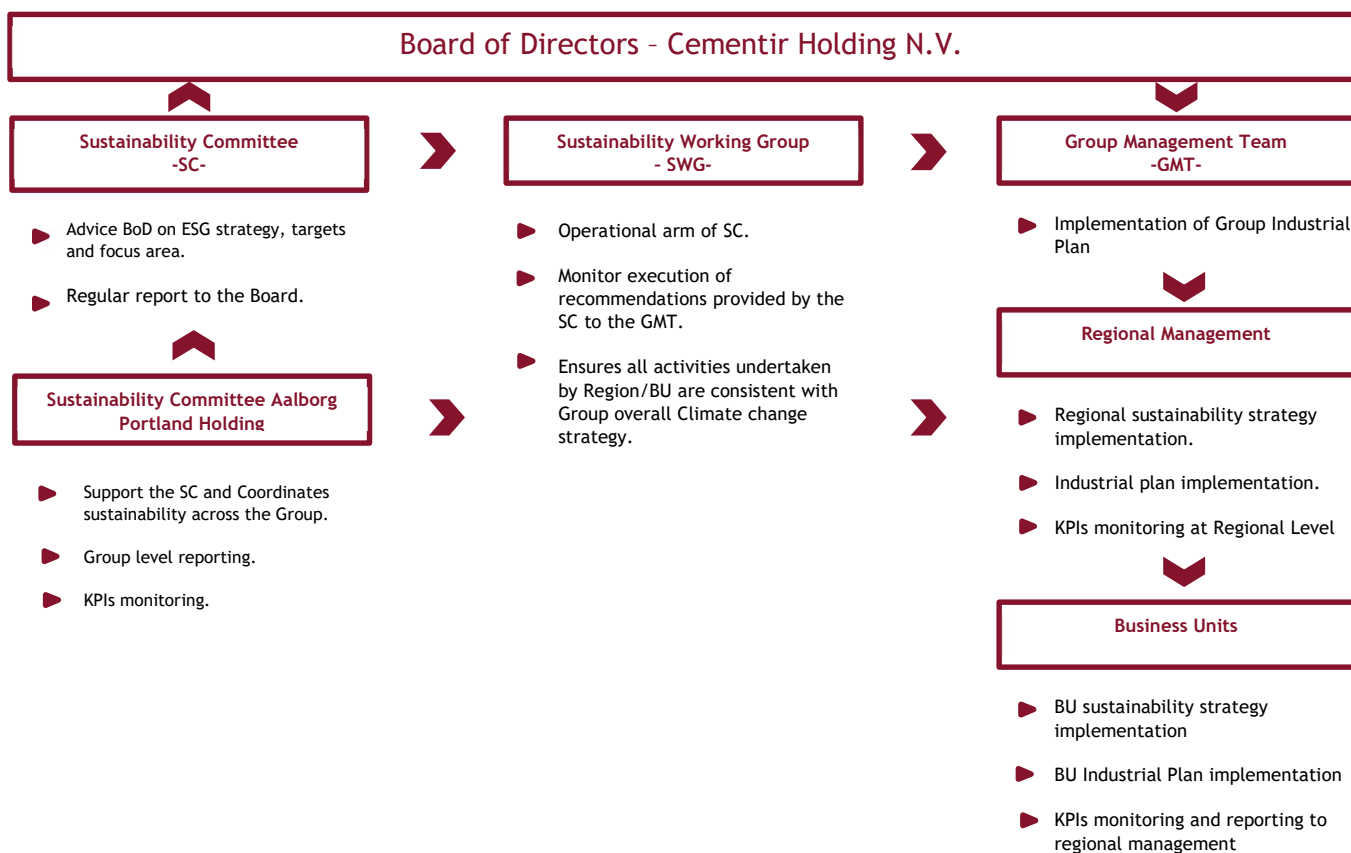 Board of Directors – Cementir Holding N.V.
Sustainability Committee
-SC-
Advice BoD on ESG strategy, targets
and focus area.
Regular report to the Board.
Sustainability Committee Aalborg
Portland Holding
Support the SC and Coordinates
sustainability across the Group.
Group level reporting.
KPIs monitoring.
Sustainability Working Group
– SWG-
Operational arm of SC.
Monitor execution of
recommendations provided by the
SC to the GMT.
Ensures all activities undertaken
by Region/BU are consistent with
Group overall Climate change
strategy.
Group Management Team
-GMT-
Implementation of Group Industrial
Plan
Regional Management
Regional sustainability strategy
implementation.
Industrial plan implementation.
KPIs monitoring at Regional Level
Business Units
BU sustainability strategy
implementation
BU Industrial Plan implementation
KPIs monitoring and reporting to
regional management